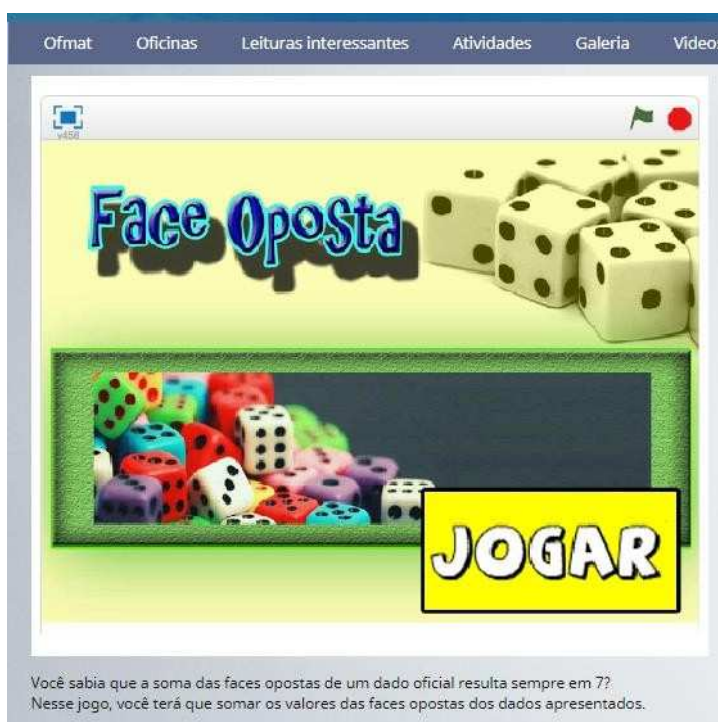 Ofmat Oficinas Leituras interessantes Atividades Galeria Videos
v458
Face Oposta
JOGAR
Você sabia que a soma das faces opostas de um dado oficial resulta sempre em 7?
Nesse jogo, você terá que somar os valores das faces opostas dos dados apresentados.